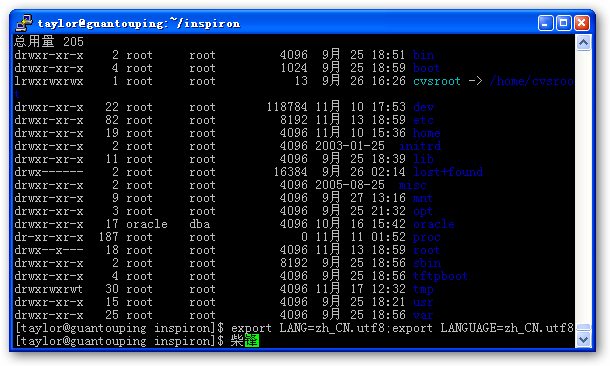 taylor@guantouping:~/inspiron
总用量 205
drwxr-xr-x 2 root root 4096 9月 25 18:51 bin
drwxr-xr-x 4 root root 1024 9月 25 18:59 boot
lrwxrwxrwx 1 root root 13 9月 26 16:26 cvsroot -> /home/cvsroo
t
drwxr-xr-x 22 root root 118784 11月 10 17:53 dev
drwxr-xr-x 82 root root 8192 11月 13 18:59 etc
drwxr-xr-x 19 root root 4096 11月 10 15:36 home
drwxr-xr-x 2 root root 4096 2003-01-25 initrd
drwxr-xr-x 11 root root 4096 9月 25 18:39 lib
drwx------ 2 root root 16384 9月 26 02:14 lost+found
drwxr-xr-x 2 root root 4096 2005-08-25 misc
drwxr-xr-x 9 root root 4096 9月 27 13:16 mnt
drwxr-xr-x 3 root root 4096 9月 25 21:32 opt
drwxr-xr-x 17 oracle dba 4096 10月 16 15:42 oracle
dr-xr-xr-x 187 root root 0 11月 11 01:52 proc
drwxr-x--- 18 root root 4096 11月 13 18:59 root
drwxr-xr-x 2 root root 8192 9月 25 18:56 sbin
drwxr-xr-x 4 root root 4096 9月 25 18:56 tftpboot
drwxrwxrwt 30 root root 4096 11月 17 12:32 tmp
drwxr-xr-x 15 root root 4096 9月 25 18:21 usr
drwxr-xr-x 25 root root 4096 9月 25 18:56 var
[taylor@guantouping inspiron]$ export LANG=zh_CN.utf8;export LANGUAGE=zh_CN.utf8
[taylor@guantouping inspiron]$ 柴锋